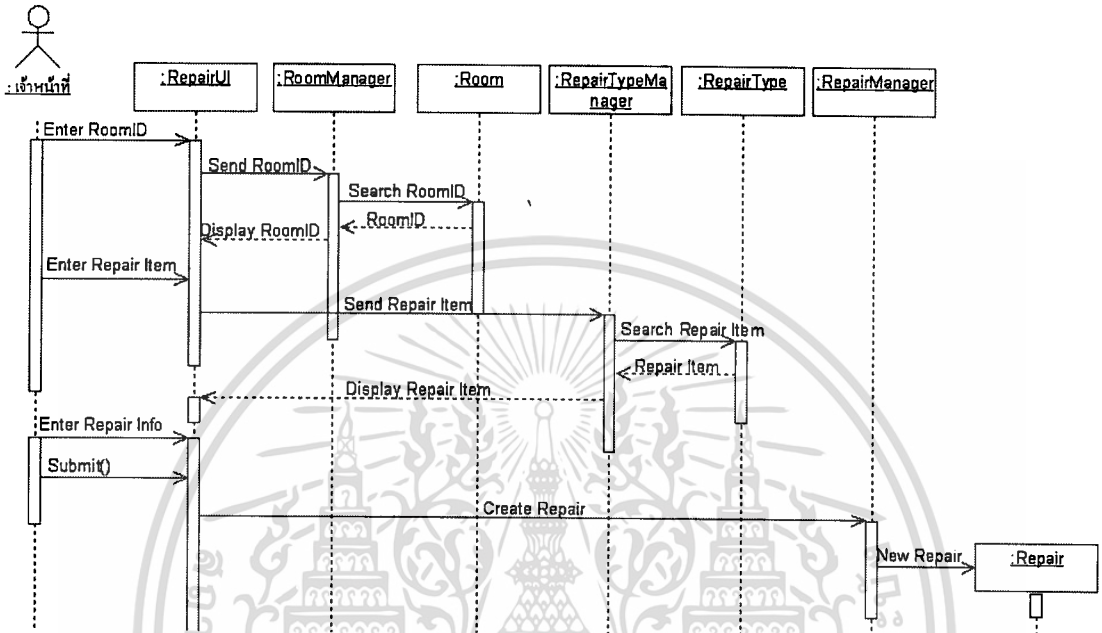 : เจ้าหน้าที่
:RepairUI
:RoomManager
:Room
:RepairTypeMa
nager
:RepairType
:RepairManager
Enter RoomID
Send RoomID
Search RoomID
RoomID
Display RoomID
Enter Repair Item
Send Repair Item
Search Repair Item
Repair Item
Display Repair Item
Enter Repair Info
Submit()
Create Repair
New Repair
:Repair